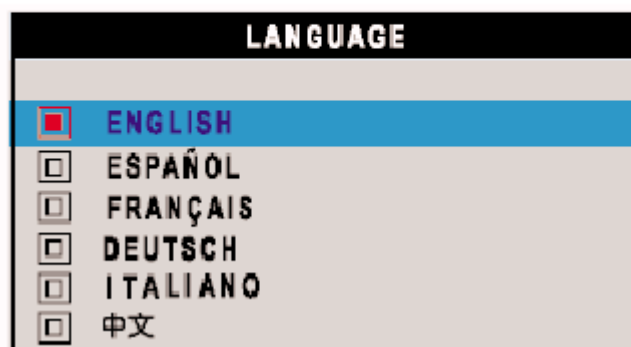 LANGUAGE
ENGLISH
ESPAÑOL
FRANÇAIS
DEUTSCH
ITALIANO
中文